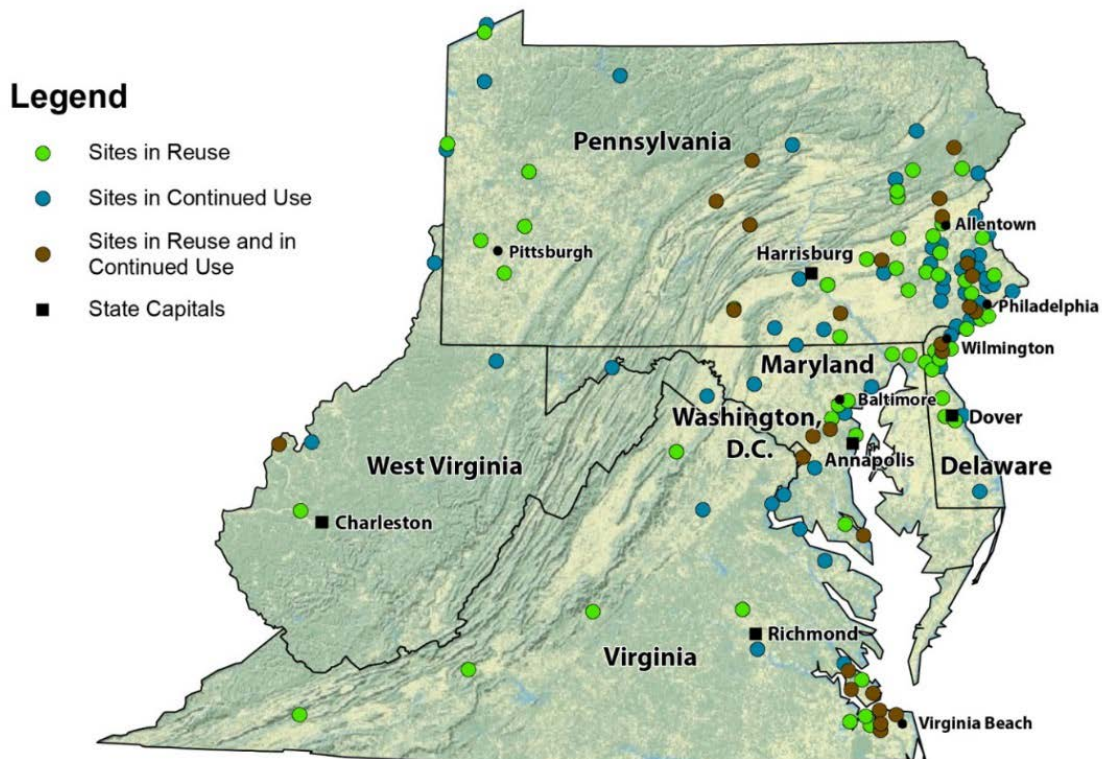 Legend
Sites in Reuse
Sites in Continued Use
Sites in Reuse and in
Continued Use
State Capitals
Pennsylvania
Allentown
Pittsburgh
Harrisburg
Philadelphia
Wilmington
Maryland
Baltimore
Washington,
D.C.
Dover
Annapolis
West Virginia
Delaware
Charleston
Richmond
Virginia
Virginia Beach